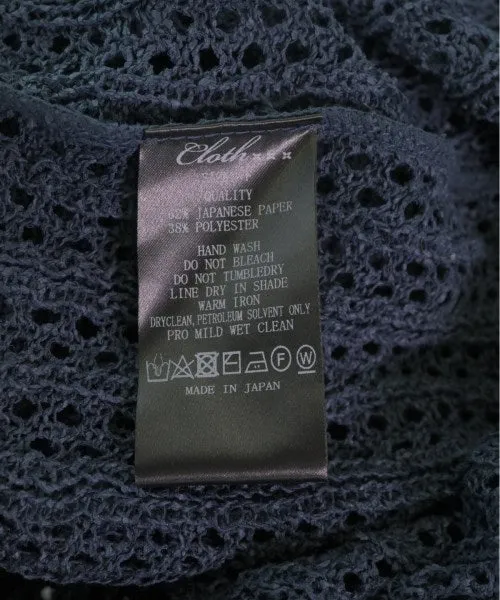 Cloth×××
QUALITY
62% JAPANESE PAPER
38% POLYESTER
HAND WASH
DO NOT BLEACH
DO NOT TUMBLEDRY
LINE DRY IN SHADE
WARM IRON
DRYCLEAN, PETROLEUM SOLVENT ONLY
PRO MILD WET CLEAN
F W
MADE IN JAPAN